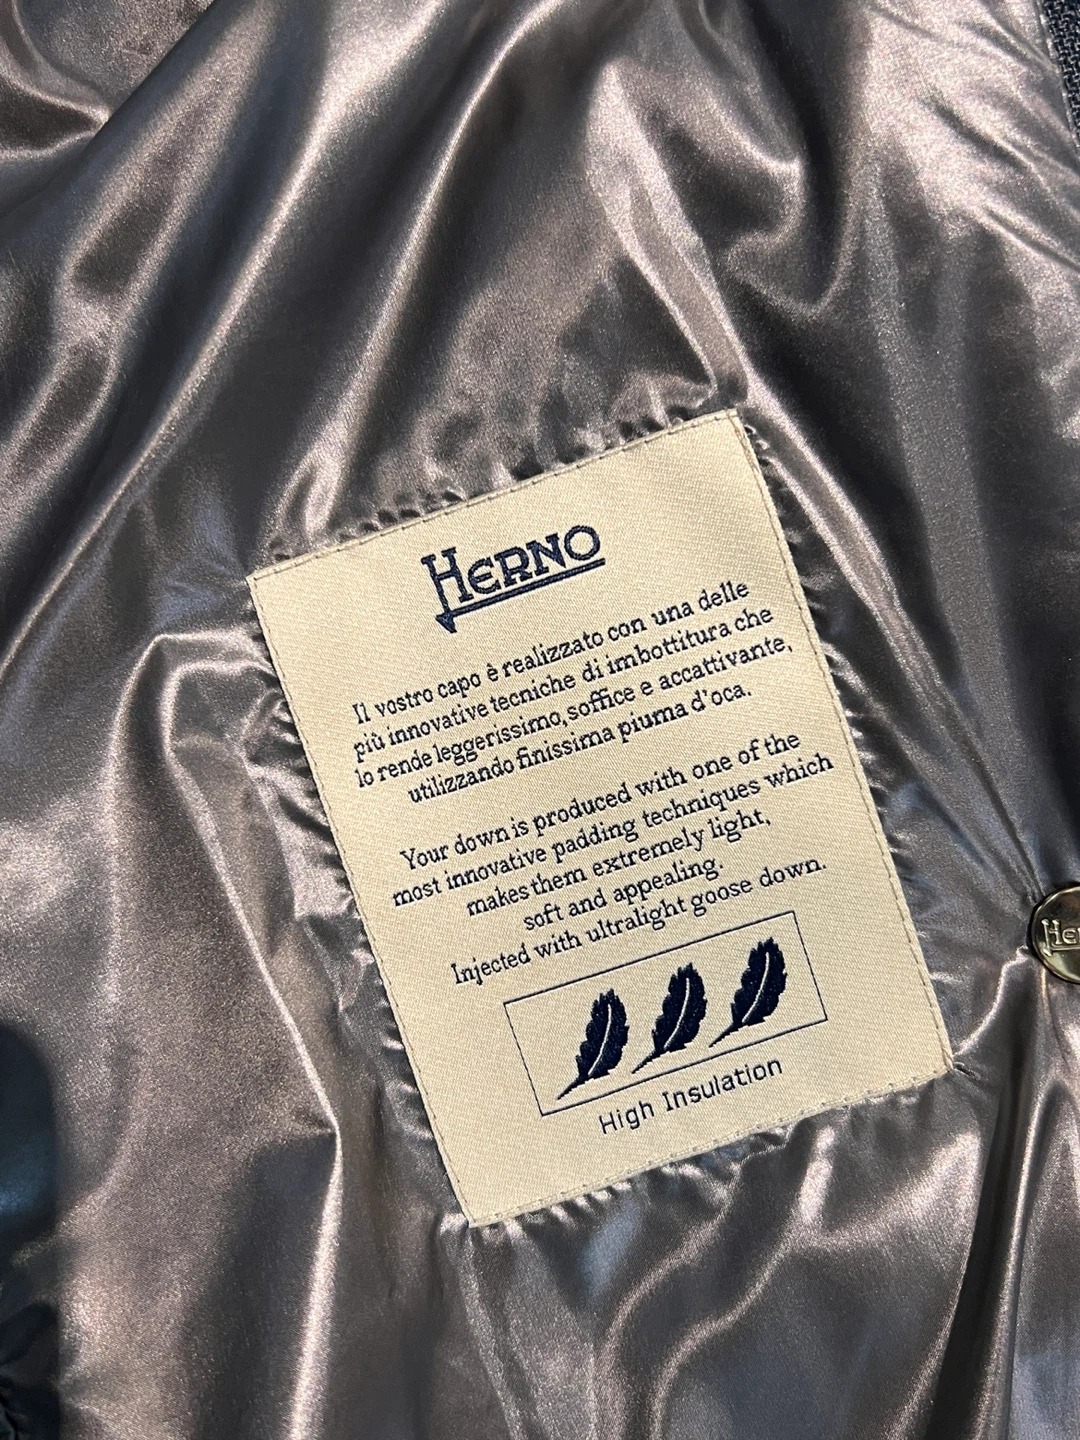 HERNO
Il vostro capo è realizzato con una delle
più innovative tecniche di imbottitura che
lo rende leggerissimo, soffice e accattivante,
utilizzando finissima piuma d'oca.
Your down is produced with one of the
most innovative padding techniques which
makes them extremely light,
soft and appealing.
Injected with ultralight goose down.
High Insulation